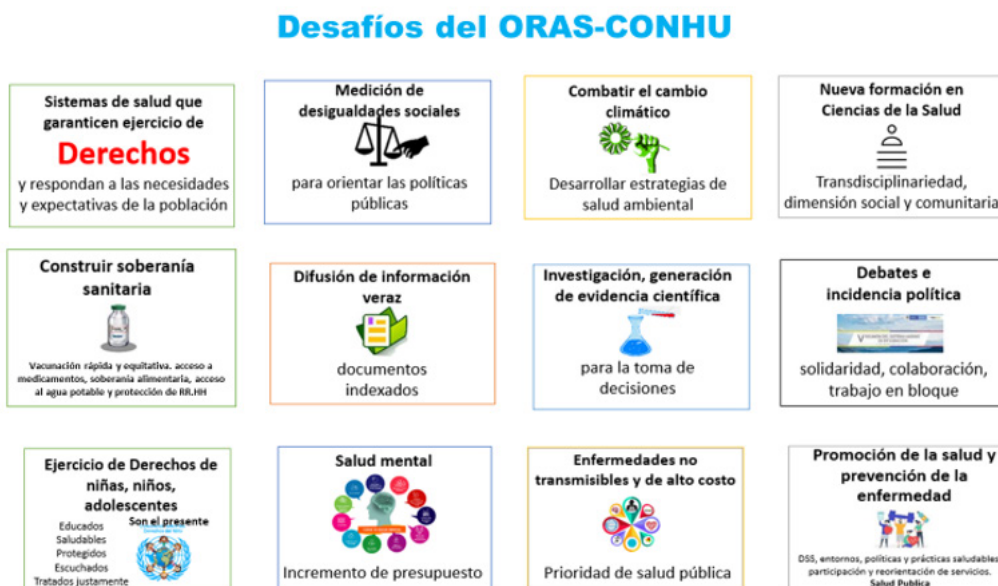 Desafíos del ORAS-CONHU
Sistemas de salud que
garanticen ejercicio de
Derechos
y respondan a las necesidades
y expectativas de la población
Medición de
desigualdades sociales
para orientar las políticas
públicas
Combatir el cambio
climático
Desarrollar estrategias de
salud ambiental
Nueva formación en
Ciencias de la Salud
Transdisciplinariedad,
dimensión social y comunitaria
Construir soberanía
sanitaria
Vacunación rápida y equitativa. acceso a
medicamentos, soberanía alimentaria, acceso
al agua potable y protección de RR.HH
Difusión de información
veraz
documentos
indexados
Investigación, generación
de evidencia científica
para la toma de
decisiones
Debates e
incidencia política
solidaridad, colaboración,
trabajo en bloque
Ejercicio de Derechos de
niñas, niños,
adolescentes
Son el presente
Educados
Saludables
Protegidos
Escuchados
Tratados justamente
Salud mental
Incremento de presupuesto
Enfermedades no
transmisibles y de alto costo
Prioridad de salud pública
Promoción de la salud y
prevención de la
enfermedad
DSS, entornos, políticas y prácticas saludables
participación y reorientación de servicios.
Salud Publica